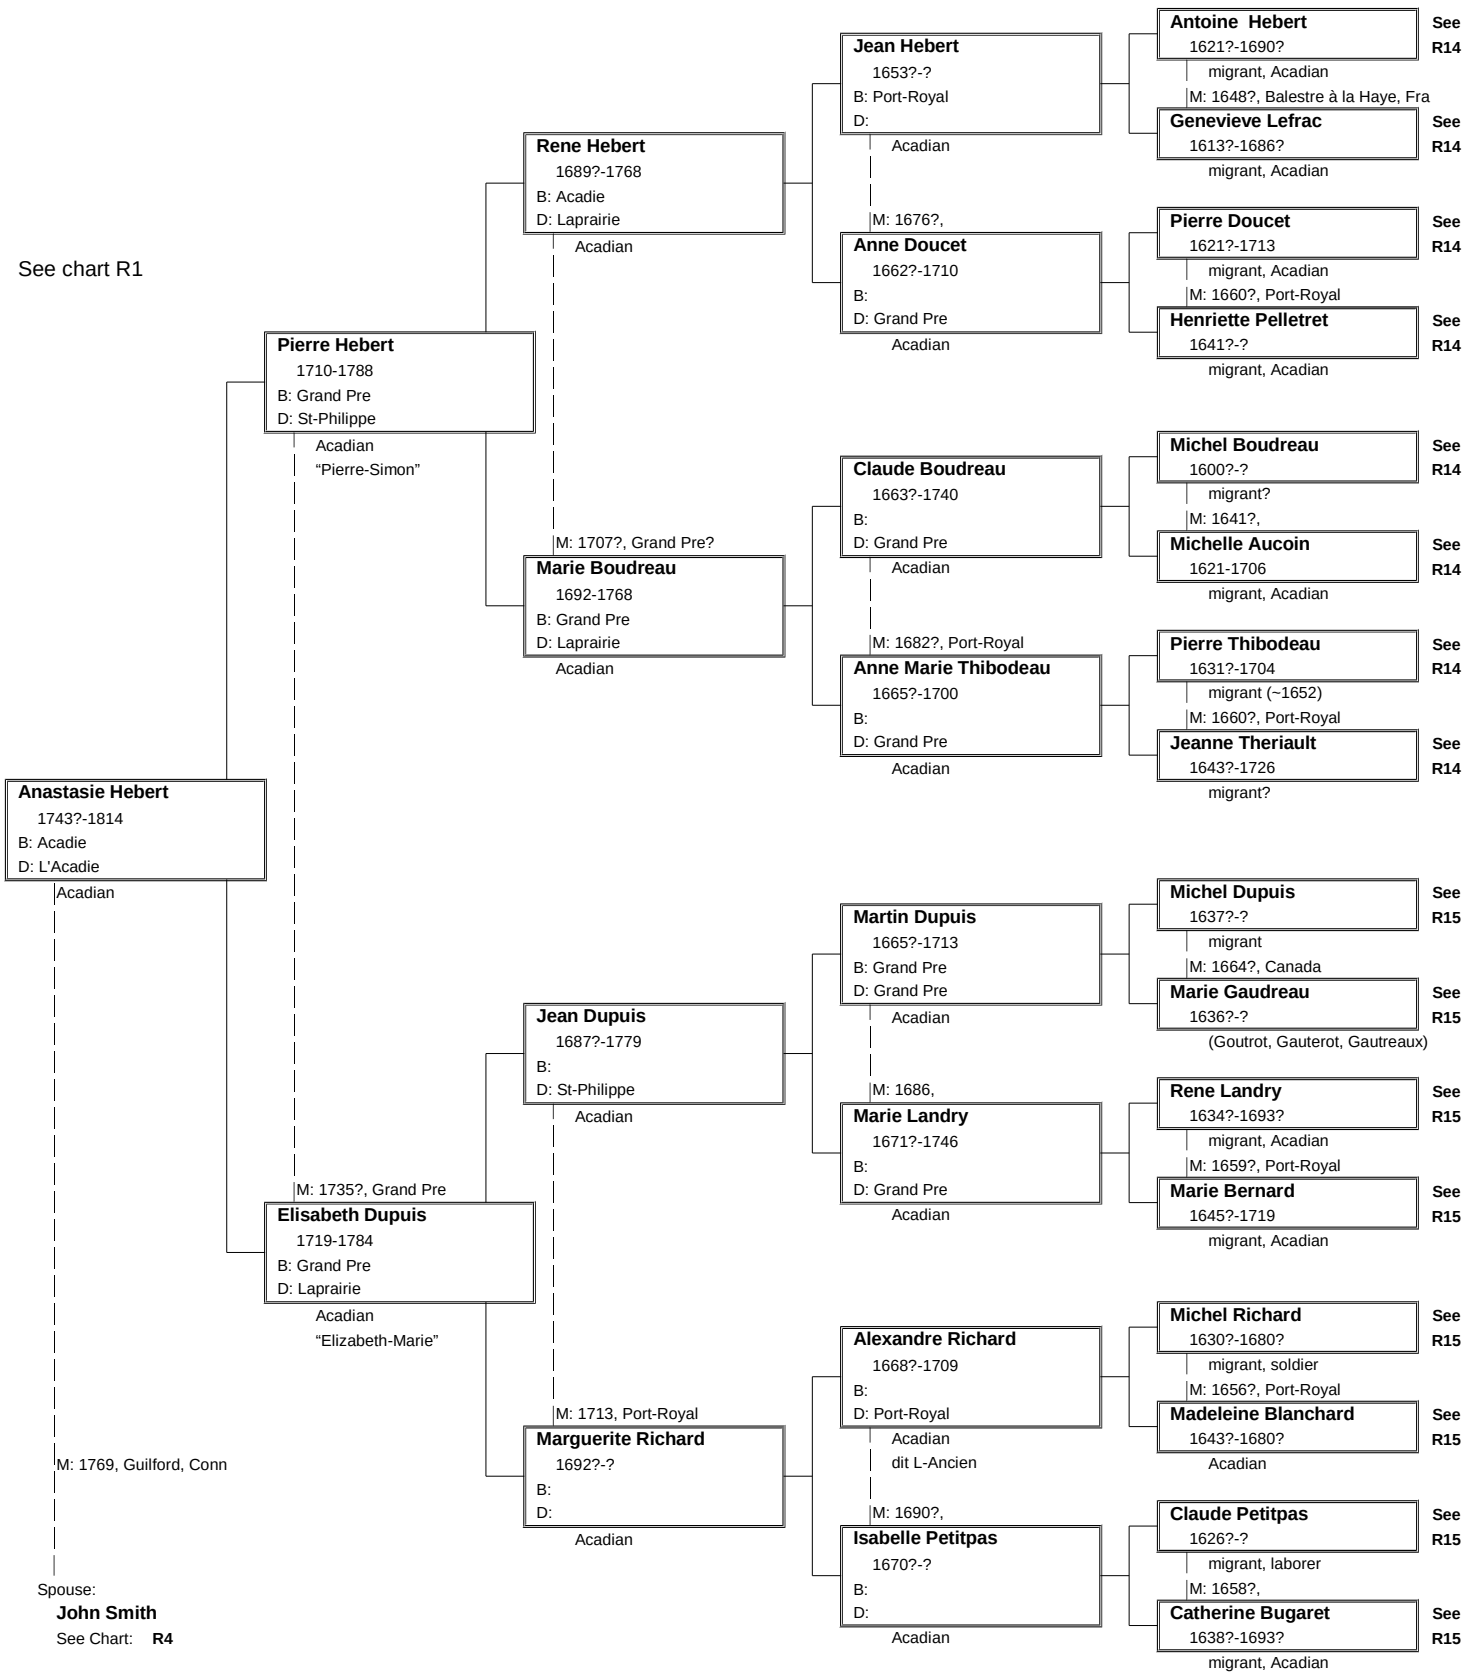 See chart R1
Anastasie Hebert
1743?-1814
B: Acadie
D: L'Acadie
Acadian
M: 1769, Guilford, Conn
Spouse:
John Smith
See Chart: R4
Pierre Hebert
1710-1788
B: Grand Pre
D: St-Philippe
Acadian
“Pierre-Simon”
M: 1735?, Grand Pre
Elisabeth Dupuis
1719-1784
B: Grand Pre
D: Laprairie
Acadian
“Elizabeth-Marie”
Rene Hebert
1689?-1768
B: Acadie
D: Laprairie
Acadian
M: 1707?, Grand Pre?
Marie Boudreau
1692-1768
B: Grand Pre
D: Laprairie
Acadian
Jean Dupuis
1687?-1779
B:
D: St-Philippe
Acadian
M: 1713, Port-Royal
Marguerite Richard
1692?-?
B:
D:
Acadian
Jean Hebert
1653?-?
B: Port-Royal
D:
Acadian
M: 1676?,
Anne Doucet
1662?-1710
B:
D: Grand Pre
Acadian
Claude Boudreau
1663?-1740
B:
D: Grand Pre
Acadian
M: 1682?, Port-Royal
Anne Marie Thibodeau
1665?-1700
B:
D: Grand Pre
Acadian
Martin Dupuis
1665?-1713
B: Grand Pre
D: Grand Pre
Acadian
M: 1686,
Marie Landry
1671?-1746
B:
D: Grand Pre
Acadian
Alexandre Richard
1668?-1709
B:
D: Port-Royal
Acadian
dit L-Ancien
M: 1690?,
Isabelle Petitpas
1670?-?
B:
D:
Acadian
Antoine Hebert See
1621?-1690? R14
migrant, Acadian
M: 1648?, Balestre à la Haye, Fra
Genevieve Lefrac See
1613?-1686? R14
migrant, Acadian
Pierre Doucet See
1621?-1713 R14
migrant, Acadian
M: 1660?, Port-Royal
Henriette Pelletret See
1641?-? R14
migrant, Acadian
Michel Boudreau See
1600?-? R14
migrant?
M: 1641?,
Michelle Aucoin See
1621-1706 R14
migrant, Acadian
Pierre Thibodeau See
1631?-1704 R14
migrant (~1652)
M: 1660?, Port-Royal
Jeanne Theriault See
1643?-1726 R14
migrant?
Michel Dupuis See
1637?-? R15
migrant
M: 1664?, Canada
Marie Gaudreau See
1636?-? R15
(Goutrot, Gauterot, Gautreaux)
Rene Landry See
1634?-1693? R15
migrant, Acadian
M: 1659?, Port-Royal
Marie Bernard See
1645?-1719 R15
migrant, Acadian
Michel Richard See
1630?-1680? R15
migrant, soldier
M: 1656?, Port-Royal
Madeleine Blanchard See
1643?-1680? R15
Acadian
Claude Petitpas See
1626?-? R15
migrant, laborer
M: 1658?,
Catherine Bugaret See
1638?-1693? R15
migrant, Acadian